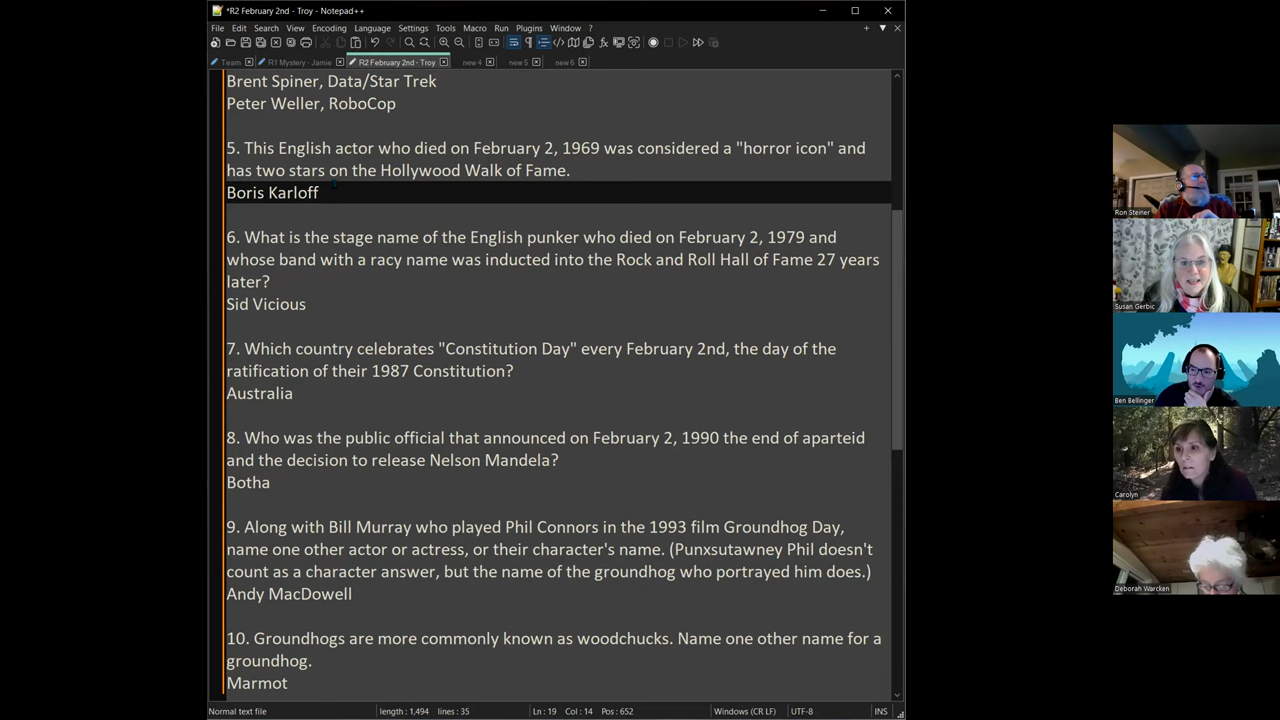 *R2 February 2nd - Troy - Notepad++
File Edit Search View Encoding Language Settings Tools Macro Run Plugins Window ?
Team R1 Mystery - Jamie R2 February 2nd - Troy new 4 new 5 new 6
Brent Spiner, Data/Star Trek
Peter Weller, RoboCop
5. This English actor who died on February 2, 1969 was considered a "horror icon" and
has two stars on the Hollywood Walk of Fame.
Boris Karloff
6. What is the stage name of the English punker who died on February 2, 1979 and
whose band with a racy name was inducted into the Rock and Roll Hall of Fame 27 years
later?
Sid Vicious
7. Which country celebrates "Constitution Day" every February 2nd, the day of the
ratification of their 1987 Constitution?
Australia
8. Who was the public official that announced on February 2, 1990 the end of aparteid
and the decision to release Nelson Mandela?
Botha
9. Along with Bill Murray who played Phil Connors in the 1993 film Groundhog Day,
name one other actor or actress, or their character's name. (Punxsutawney Phil doesn't
count as a character answer, but the name of the groundhog who portrayed him does.)
Andy MacDowell
10. Groundhogs are more commonly known as woodchucks. Name one other name for a
groundhog.
Marmot
Normal text file length : 1,494 lines : 35 Ln : 19 Col : 14 Pos : 652 Windows (CR LF) UTF-8 INS
Ron Steiner
Susan Gerbic
Ben Bellinger
Carolyn
Deborah Warcken